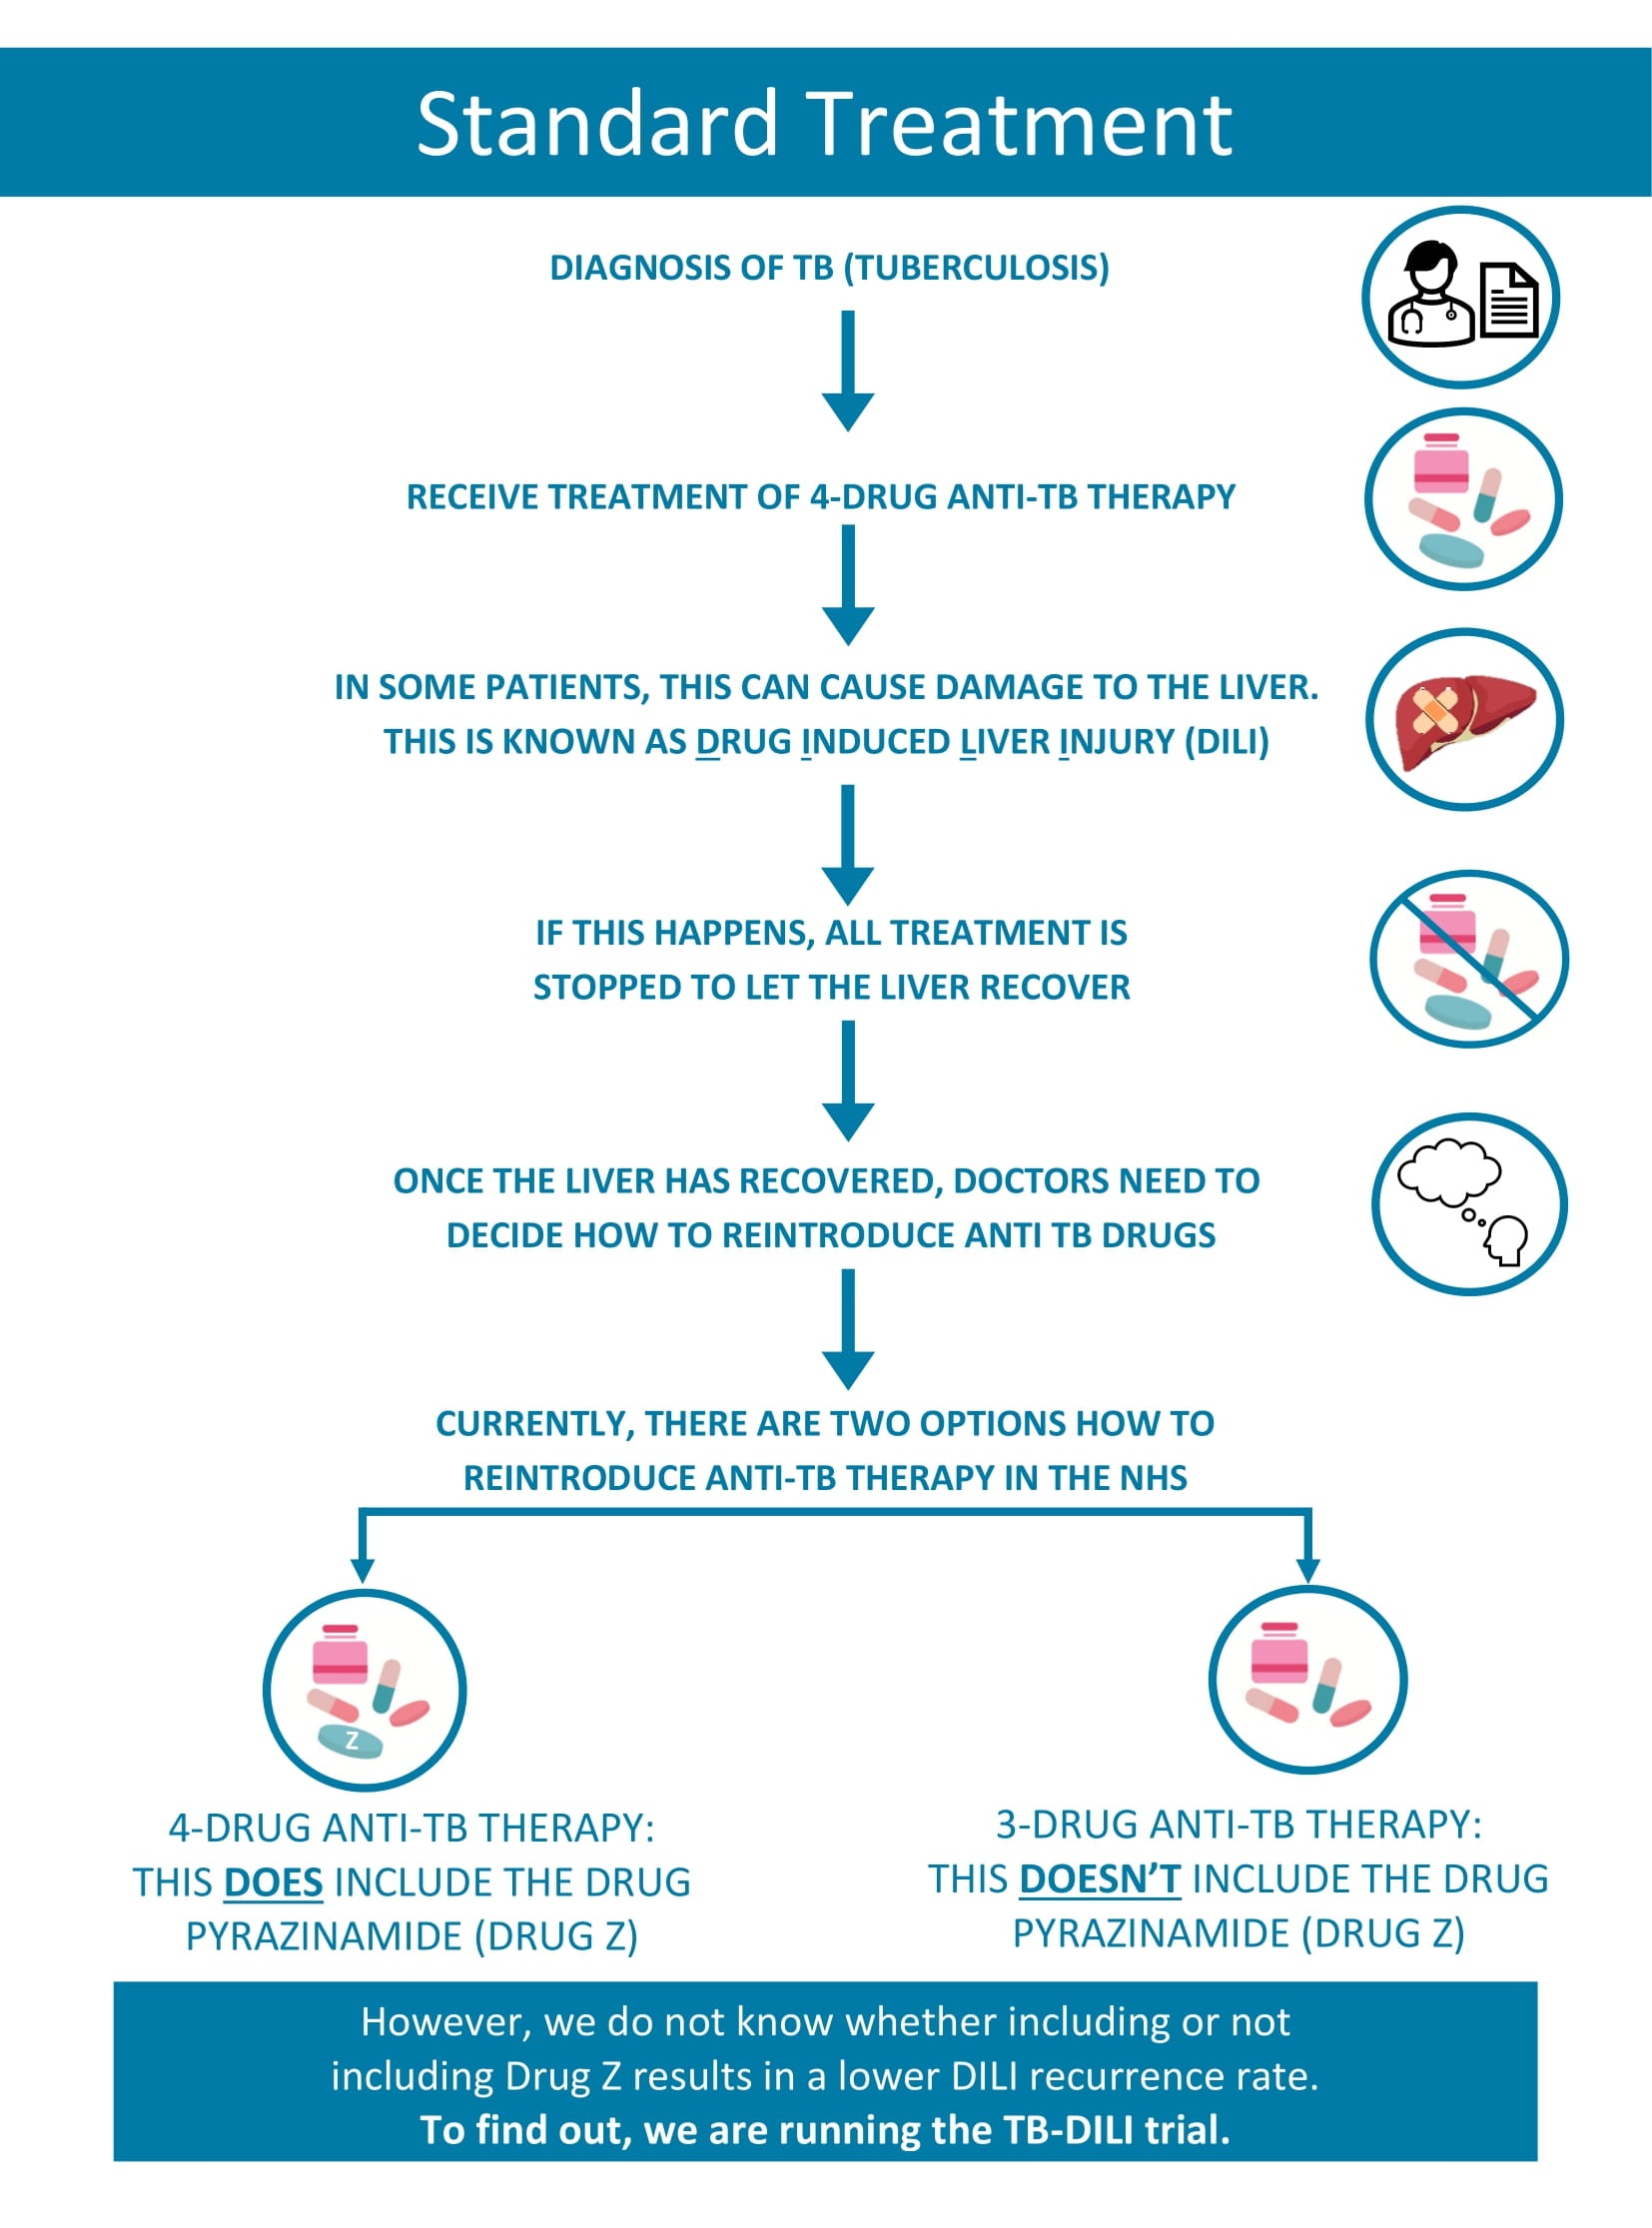 Standard Treatment
DIAGNOSIS OF TB (TUBERCULOSIS)
RECEIVE TREATMENT OF 4-DRUG ANTI-TB THERAPY
IN SOME PATIENTS, THIS CAN CAUSE DAMAGE TO THE LIVER.
THIS IS KNOWN AS DRUG INDUCED LIVER INJURY (DILI)
IF THIS HAPPENS, ALL TREATMENT IS
STOPPED TO LET THE LIVER RECOVER
ONCE THE LIVER HAS RECOVERED, DOCTORS NEED TO
DECIDE HOW TO REINTRODUCE ANTI TB DRUGS
CURRENTLY, THERE ARE TWO OPTIONS HOW TO
REINTRODUCE ANTI-TB THERAPY IN THE NHS
Z
4-DRUG ANTI-TB THERAPY:
THIS DOES INCLUDE THE DRUG
PYRAZINAMIDE (DRUG Z)
3-DRUG ANTI-TB THERAPY:
THIS DOESN'T INCLUDE THE DRUG
PYRAZINAMIDE (DRUG Z)
However, we do not know whether including or not
including Drug Z results in a lower DILI recurrence rate.
To find out, we are running the TB-DILI trial.